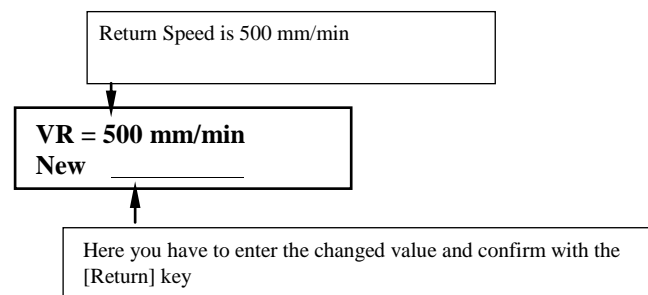 Return Speed is 500 mm/min
VR = 500 mm/min
New
Here you have to enter the changed value and confirm with the
[Return] key